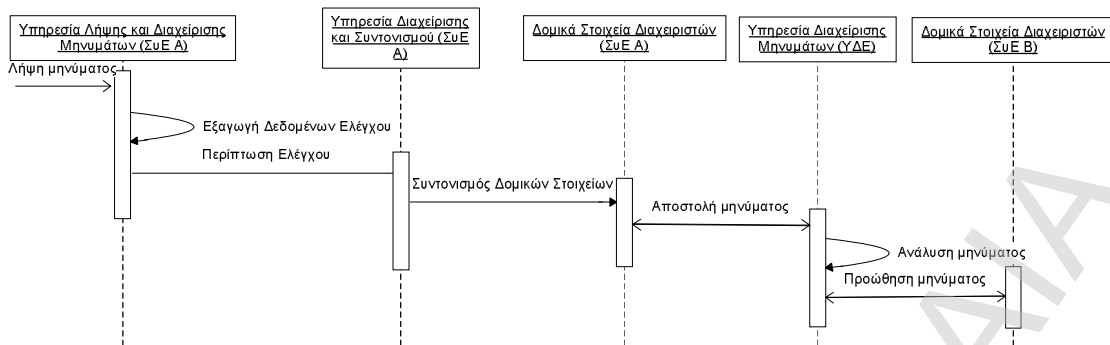 Υπηρεσία Λήψης και Διαχείρισης
Μηνυμάτων (ΣυΕ Α)
Υπηρεσία Διαχείρισης
και Συντονισμού (ΣυΕ
Α)
Δομικά Στοιχεία Διαχειριστών
(ΣυΕ Α)
Υπηρεσία Διαχείρισης
Μηνυμάτων (ΥΔΕ)
Δομικά Στοιχεία Διαχειριστών
(ΣυΕ Β)
Λήψη μηνύματος
Εξαγωγή Δεδομένων Ελέγχου
Περίπτωση Ελέγχου
Συντονισμός Δομικών Στοιχείων
Αποστολή μηνύματος
Ανάλυση μηνύματος
Προώθηση μηνύματος